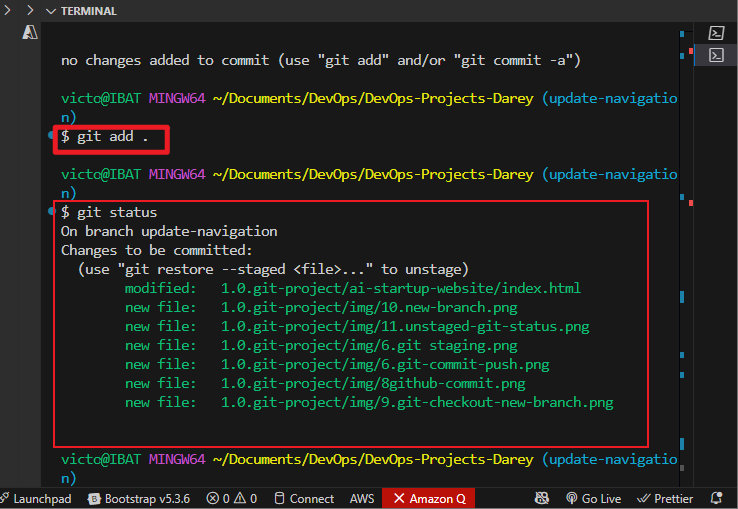 TERMINAL
no changes added to commit (use "git add" and/or "git commit -a")
victo@IBAT MINGW64 ~/Documents/DevOps/DevOps-Projects-Darey (update-navigatio
n)
$ git add .
victo@IBAT MINGW64 ~/Documents/DevOps/DevOps-Projects-Darey (update-navigatio
n)
$ git status
On branch update-navigation
Changes to be committed:
(use "git restore --staged <file>..." to unstage)
modified: 1.0.git-project/ai-startup-website/index.html
new file: 1.0.git-project/img/10.new-branch.png
new file: 1.0.git-project/img/11.unstaged-git-status.png
new file: 1.0.git-project/img/6.git staging.png
new file: 1.0.git-project/img/6.git-commit-push.png
new file: 1.0.git-project/img/8github-commit.png
new file: 1.0.git-project/img/9.git-checkout-new-branch.png
victo@IBAT MINGW64 ~/Documents/DevOps/DevOps-Projects-Darey (update-navigatio
n)
Launchpad B Bootstrap v5.3.6 0 0 Connect AWS Amazon Q Go Live Prettier